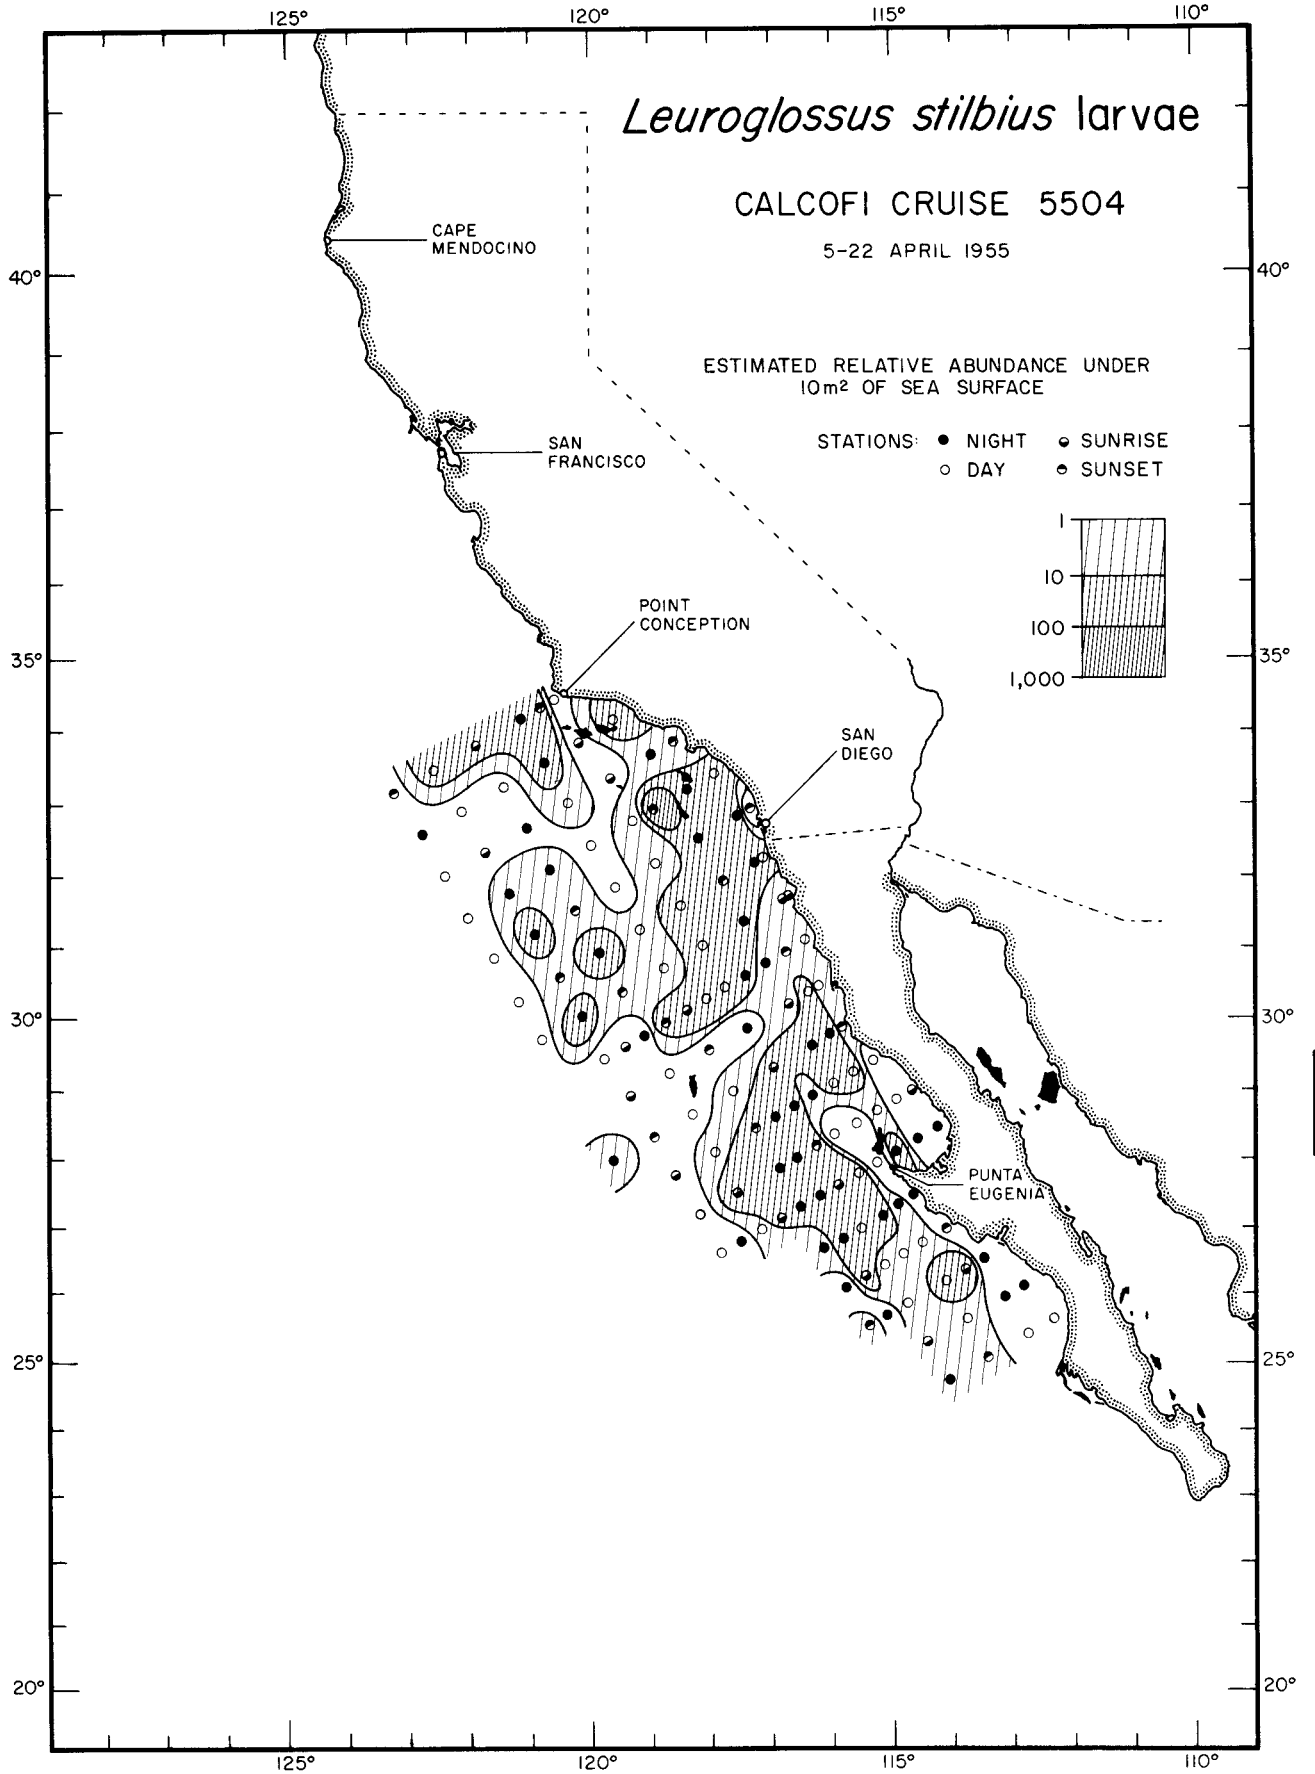 125° 120° 115° 110°
Leuroglossus stilbius larvae
CALCOFI CRUISE 5504
5-22 APRIL 1955
CAPE
MENDOCINO
40° 40°
ESTIMATED RELATIVE ABUNDANCE UNDER
10m² OF SEA SURFACE
STATIONS: ● NIGHT ◒ SUNRISE
○ DAY ◓ SUNSET
SAN
FRANCISCO
1
10
100
1,000
POINT
CONCEPTION
35° 35°
SAN
DIEGO
30° 30°
PUNTA
EUGENIA
25° 25°
20° 20°
125° 120° 115° 110°